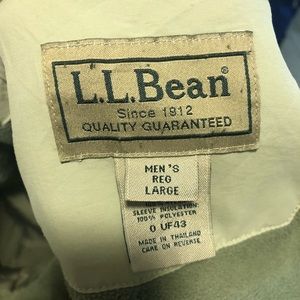 L.L.Bean®
Since 1912
QUALITY GUARANTEED
MEN'S
REG
LARGE
SLEEVE INSULATION:
100% POLYESTER
0 UF43
MADE IN THAILAND
CARE ON REVERSE